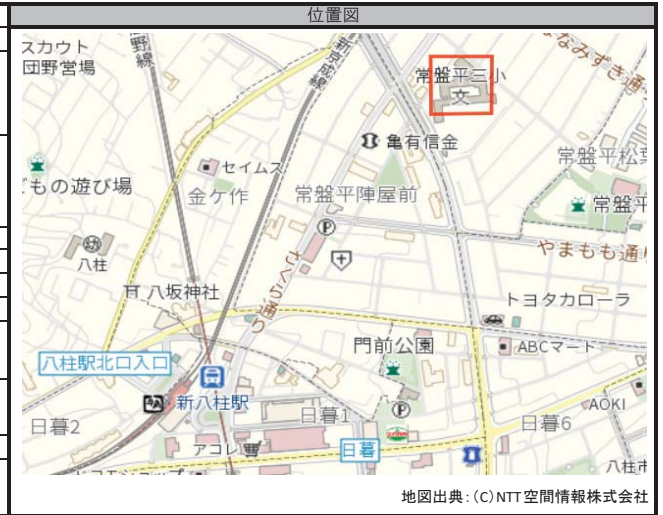 位置図
スカウト
団野営場
野線
新京成線
常盤平三小
文
なみずき通
亀有信金
セイムス
常盤平松葉
もの遊び場
金ケ作
常盤平陣屋前
常盤平
P
やまもも通り
八柱
さくら通り
八坂神社
トヨタカローラ
門前公園
ABCマート
八柱駅北口入口
新八柱駅
AOKI
日暮1
P
日暮2
日暮6
アコレ
日暮
八柱市
地図出典:(C)NTT空間情報株式会社